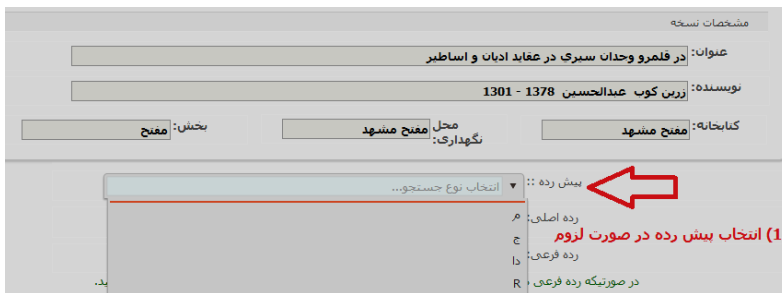 مشخصات نسخه
عنوان: در قلمرو وجدان سیری در عقاید ادیان و اساطیر
نویسنده: زرین کوب عبدالحسین 1378 - 1301
کتابخانه: مفتح مشهد محل نگهداری: مفتح مشهد بخش: مفتح
پیش رده :: انتخاب نوع جستجو...
رده اصلی: م
1) انتخاب پیش رده در صورت لزوم
ج
رده فرعی: دا
در صورتیکه رده فرعی R ید.